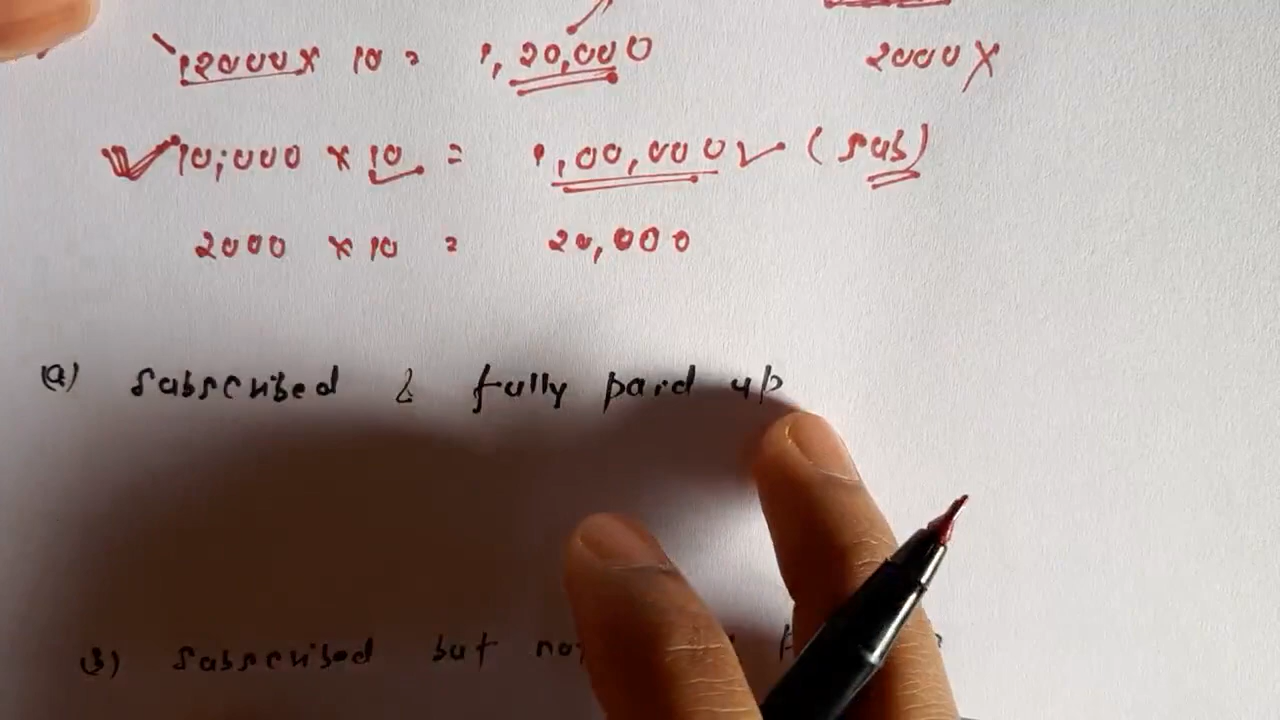 12000 x 10 = 1,20,000 2000 X
10,000 x 10 = 1,00,000 (sub)
2000 x 10 = 20,000
(a) subscribed & fully paid up
(b) subscribed but not